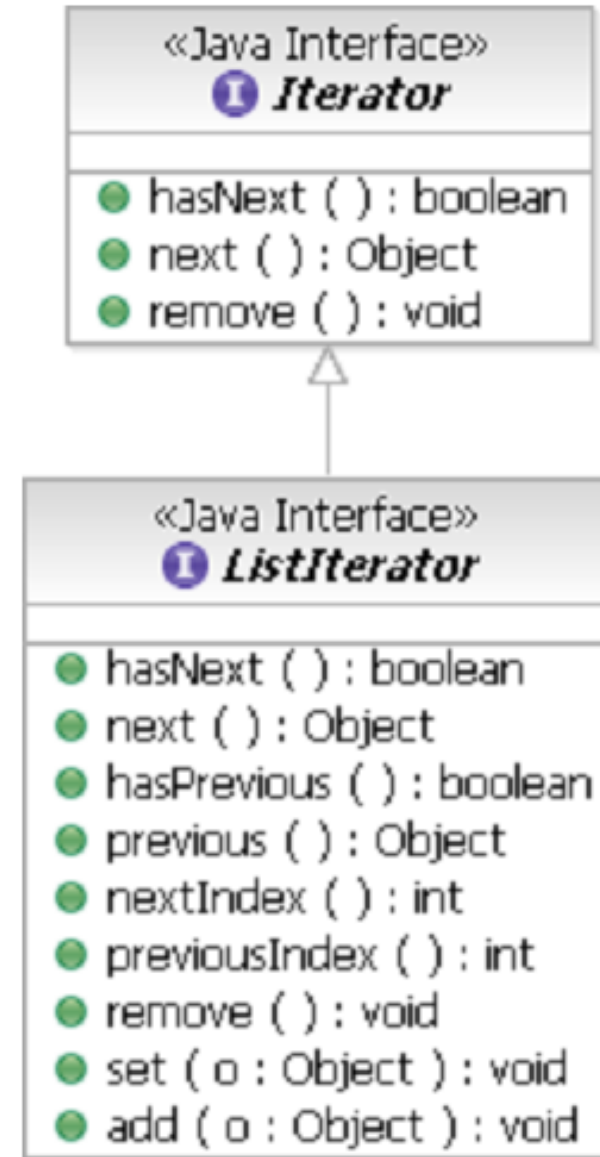 «Java Interface»
I Iterator
hasNext ( ) : boolean
next ( ) : Object
remove ( ) : void
«Java Interface»
I ListIterator
hasNext ( ) : boolean
next ( ) : Object
hasPrevious ( ) : boolean
previous ( ) : Object
nextIndex ( ) : int
previousIndex ( ) : int
remove ( ) : void
set ( o : Object ) : void
add ( o : Object ) : void